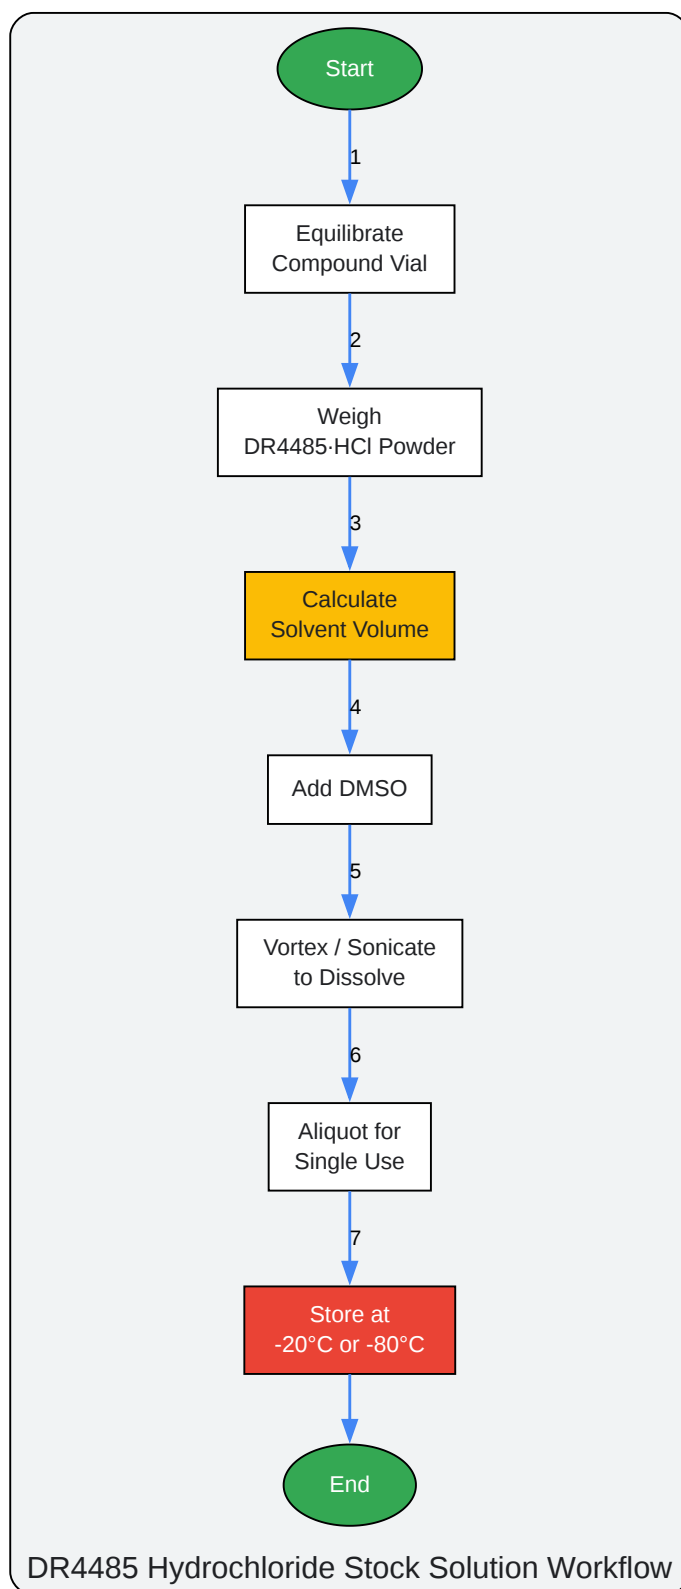 Start
1
Equilibrate
Compound Vial
2
Weigh
DR4485·HCl Powder
3
Calculate
Solvent Volume
4
Add DMSO
5
Vortex / Sonicate
to Dissolve
6
Aliquot for
Single Use
7
Store at
-20°C or -80°C
End
DR4485 Hydrochloride Stock Solution Workflow